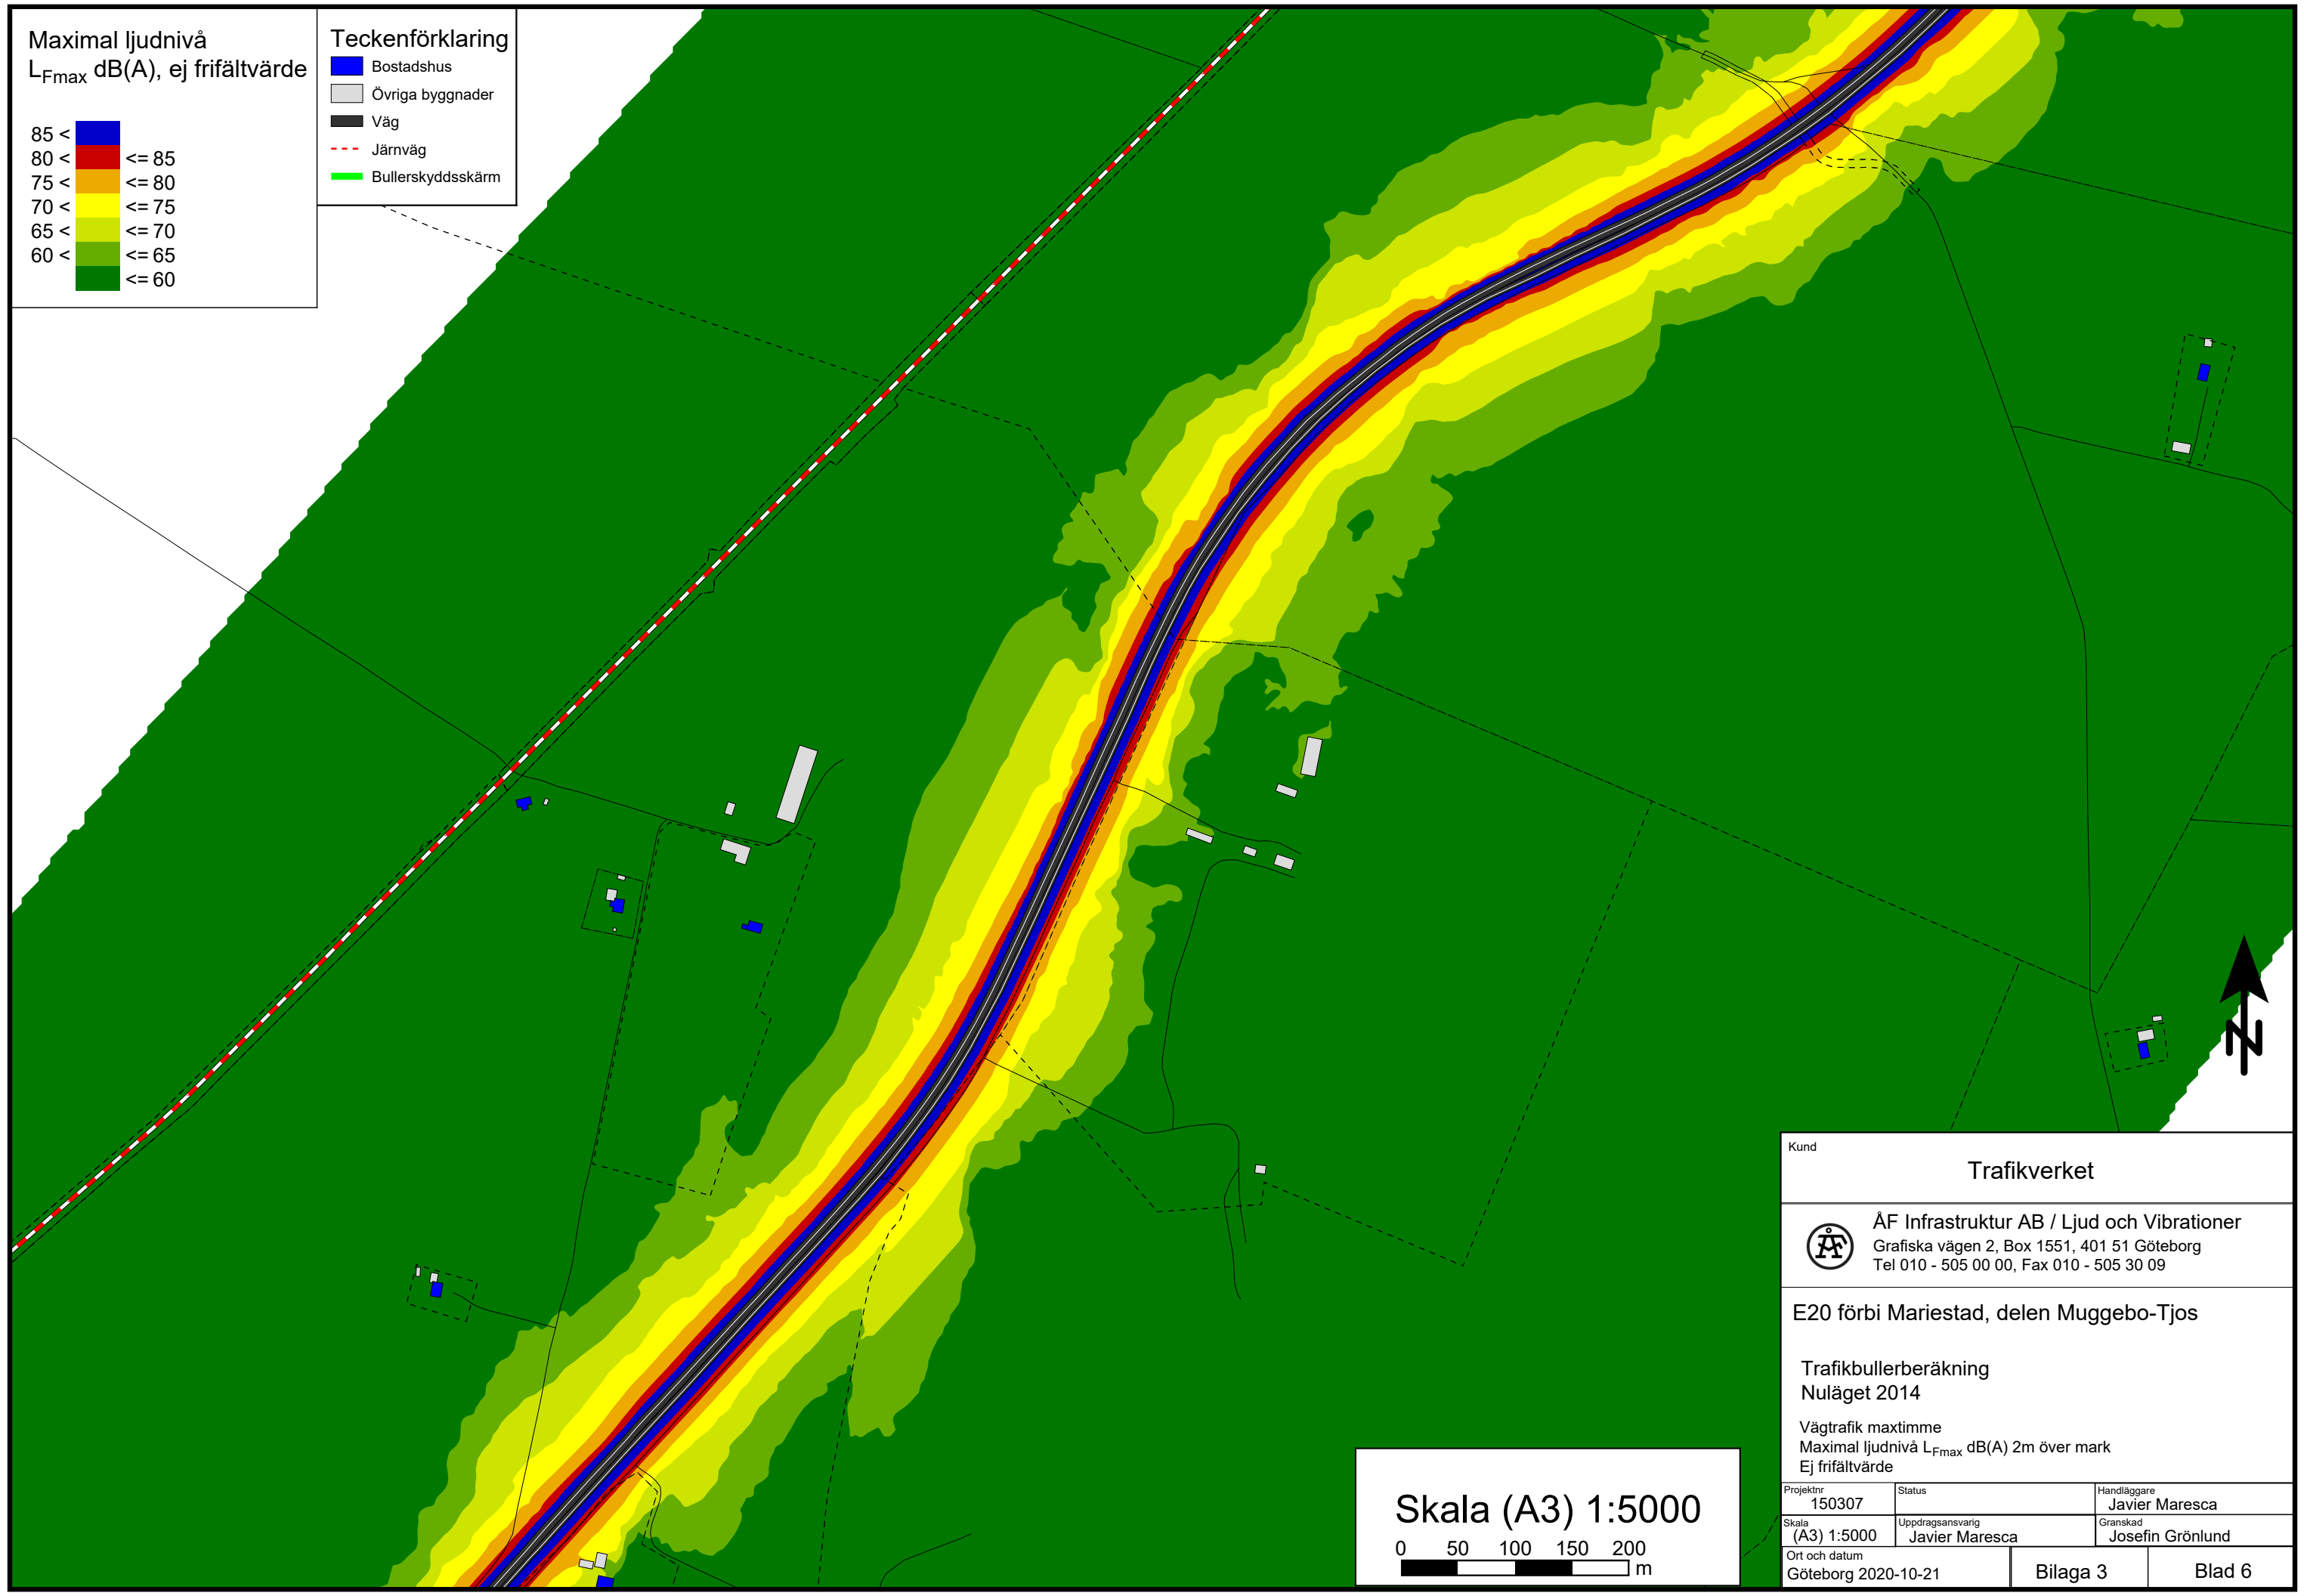 Maximal ljudnivå
LFmax dB(A), ej frifältvärde
85 <
80 < <= 85
75 < <= 80
70 < <= 75
65 < <= 70
60 < <= 65
<= 60
Teckenförklaring
Bostadshus
Övriga byggnader
Väg
Järnväg
Bullerskyddsskärm
N
Skala (A3) 1:5000
0 50 100 150 200
m
Kund
Trafikverket
ÅF
ÅF Infrastruktur AB / Ljud och Vibrationer
Grafiska vägen 2, Box 1551, 401 51 Göteborg
Tel 010 - 505 00 00, Fax 010 - 505 30 09
E20 förbi Mariestad, delen Muggebo-Tjos
Trafikbullerberäkning
Nuläget 2014
Vägtrafik maxtimme
Maximal ljudnivå LFmax dB(A) 2m över mark
Ej frifältvärde
Projektnr
150307
Status
Handläggare
Javier Maresca
Skala
(A3) 1:5000
Uppdragsansvarig
Javier Maresca
Granskad
Josefin Grönlund
Ort och datum
Göteborg 2020-10-21
Bilaga 3
Blad 6